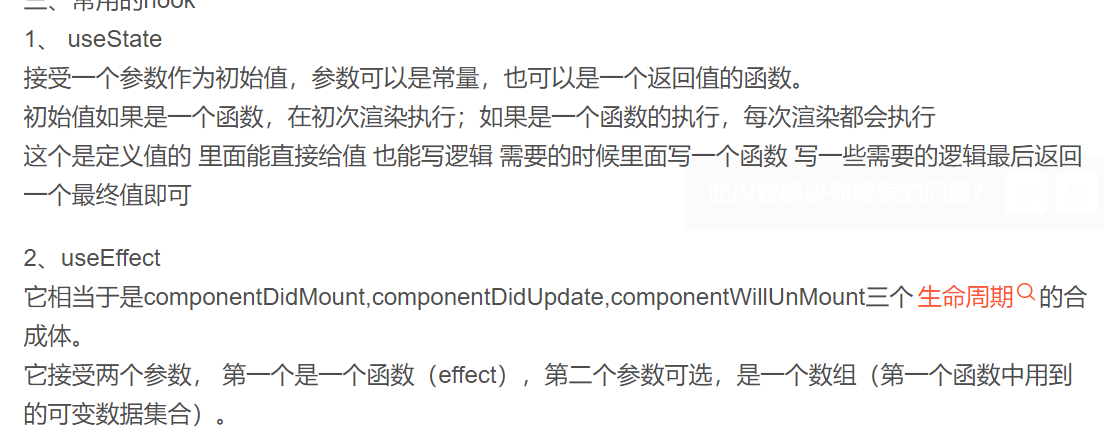 三、常用的hook
1、 useState
接受一个参数作为初始值，参数可以是常量，也可以是一个返回值的函数。
初始值如果是一个函数，在初次渲染执行；如果是一个函数的执行，每次渲染都会执行
这个是定义值的 里面能直接给值 也能写逻辑 需要的时候里面写一个函数 写一些需要的逻辑最后返回
一个最终值即可
此内容解决你搜索的问题？ 否 是
2、useEffect
它相当于是componentDidMount,componentDidUpdate,componentWillUnMount三个 生命周期 的合
成体。
它接受两个参数， 第一个是一个函数（effect），第二个参数可选，是一个数组（第一个函数中用到
的可变数据集合）。